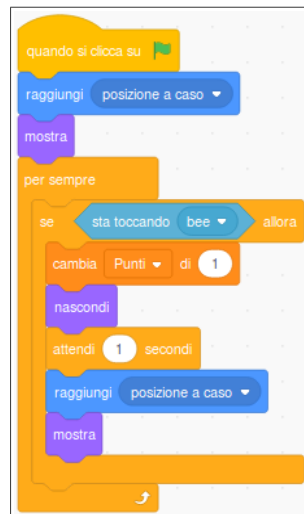 quando si clicca su
raggiungi posizione a caso
mostra
per sempre
se sta toccando bee allora
cambia Punti di 1
nascondi
attendi 1 secondi
raggiungi posizione a caso
mostra